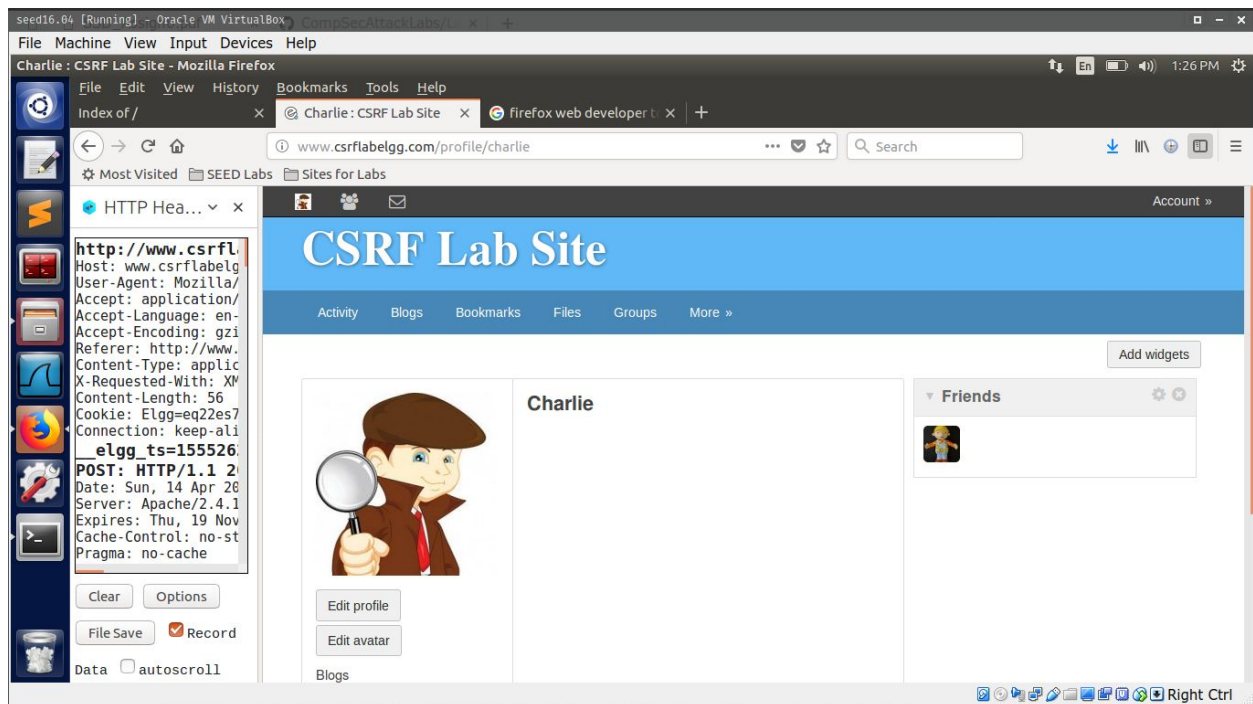 seed16.04 [Running] - Oracle VM VirtualBox
File Machine View Input Devices Help
Charlie : CSRF Lab Site - Mozilla Firefox
En
1:26 PM
File Edit View History Bookmarks Tools Help
Index of /
Charlie : CSRF Lab Site
firefox web developer t
www.csrflabelgg.com/profile/charlie
Search
Most Visited
SEED Labs
Sites for Labs
HTTP Hea...
http://www.csrfl
Host: www.csrflabelg
User-Agent: Mozilla/
Accept: application/
Accept-Language: en-
Accept-Encoding: gzi
Referer: http://www.
Content-Type: applic
X-Requested-With: XM
Content-Length: 56
Cookie: Elgg=eq22es7
Connection: keep-ali
__elgg_ts=155526
POST: HTTP/1.1 2
Date: Sun, 14 Apr 20
Server: Apache/2.4.1
Expires: Thu, 19 Nov
Cache-Control: no-st
Pragma: no-cache
Clear
Options
File Save
Record
Data
autoscroll
Account »
CSRF Lab Site
Activity Blogs Bookmarks Files Groups More »
Add widgets
Charlie
Edit profile
Edit avatar
Blogs
Friends
Right Ctrl